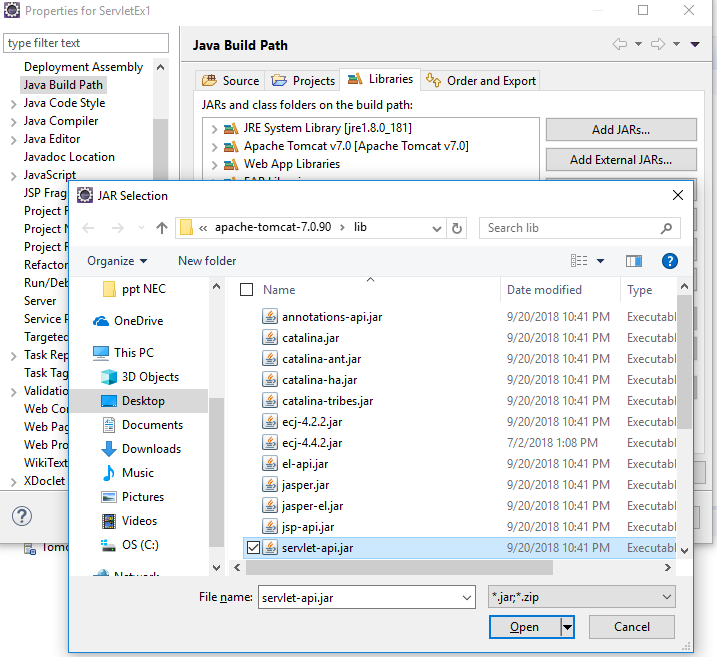 Properties for ServletEx1
type filter text
Java Build Path
Deployment Assembly
Java Build Path
Java Code Style
Java Compiler
Java Editor
Javadoc Location
JavaScript
JSP Frag
Project F
Project N
Project F
Refactor
Run/Deb
Server
Service P
Targeted
Task Rep
Task Tag
Validatio
Web Con
Web Pag
Web Pro
WikiText
XDoclet
Source
Projects
Libraries
Order and Export
JARs and class folders on the build path:
JRE System Library [jre1.8.0_181]
Apache Tomcat v7.0 [Apache Tomcat v7.0]
Web App Libraries
Add JARs...
Add External JARs...
JAR Selection
« apache-tomcat-7.0.90 > lib
Search lib
Organize
New folder
?
ppt NEC
OneDrive
This PC
3D Objects
Desktop
Documents
Downloads
Music
Pictures
Videos
OS (C:)
Network
Name Date modified Type
annotations-api.jar 9/20/2018 10:41 PM Executabl
catalina.jar 9/20/2018 10:41 PM Executabl
catalina-ant.jar 9/20/2018 10:41 PM Executabl
catalina-ha.jar 9/20/2018 10:41 PM Executabl
catalina-tribes.jar 9/20/2018 10:41 PM Executabl
ecj-4.2.2.jar 9/20/2018 10:41 PM Executabl
ecj-4.4.2.jar 7/2/2018 1:08 PM Executabl
el-api.jar 9/20/2018 10:41 PM Executabl
jasper.jar 9/20/2018 10:41 PM Executabl
jasper-el.jar 9/20/2018 10:41 PM Executabl
jsp-api.jar 9/20/2018 10:41 PM Executabl
servlet-api.jar 9/20/2018 10:41 PM Executabl
File name: servlet-api.jar
*.jar;*.zip
Open
Cancel
?
Tomc